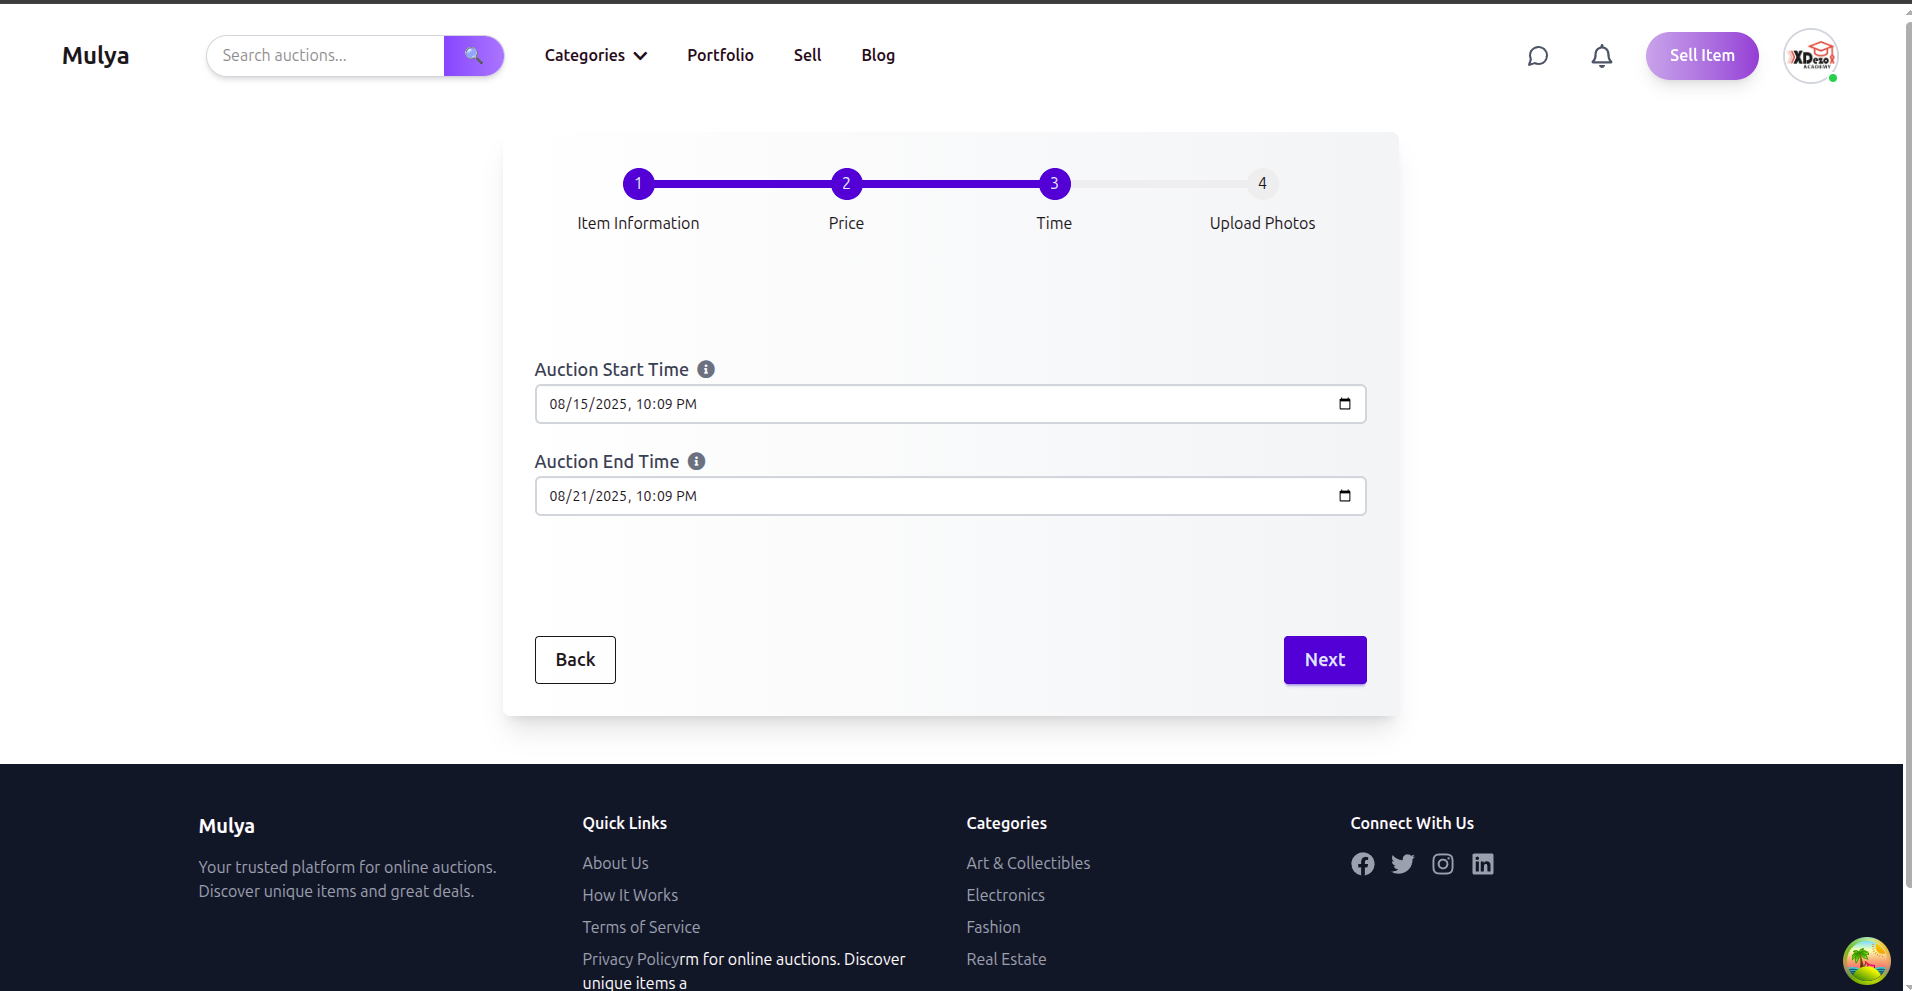 Mulya
Search auctions...
Categories
Portfolio
Sell
Blog
Sell Item
XDezo
ACADEMY
1
2
3
4
Item Information
Price
Time
Upload Photos
Auction Start Time
08/15/2025, 10:09 PM
Auction End Time
08/21/2025, 10:09 PM
Back
Next
Mulya
Your trusted platform for online auctions.
Discover unique items and great deals.
Quick Links
About Us
How It Works
Terms of Service
Privacy Policyrm for online auctions. Discover
unique items a
Categories
Art & Collectibles
Electronics
Fashion
Real Estate
Connect With Us